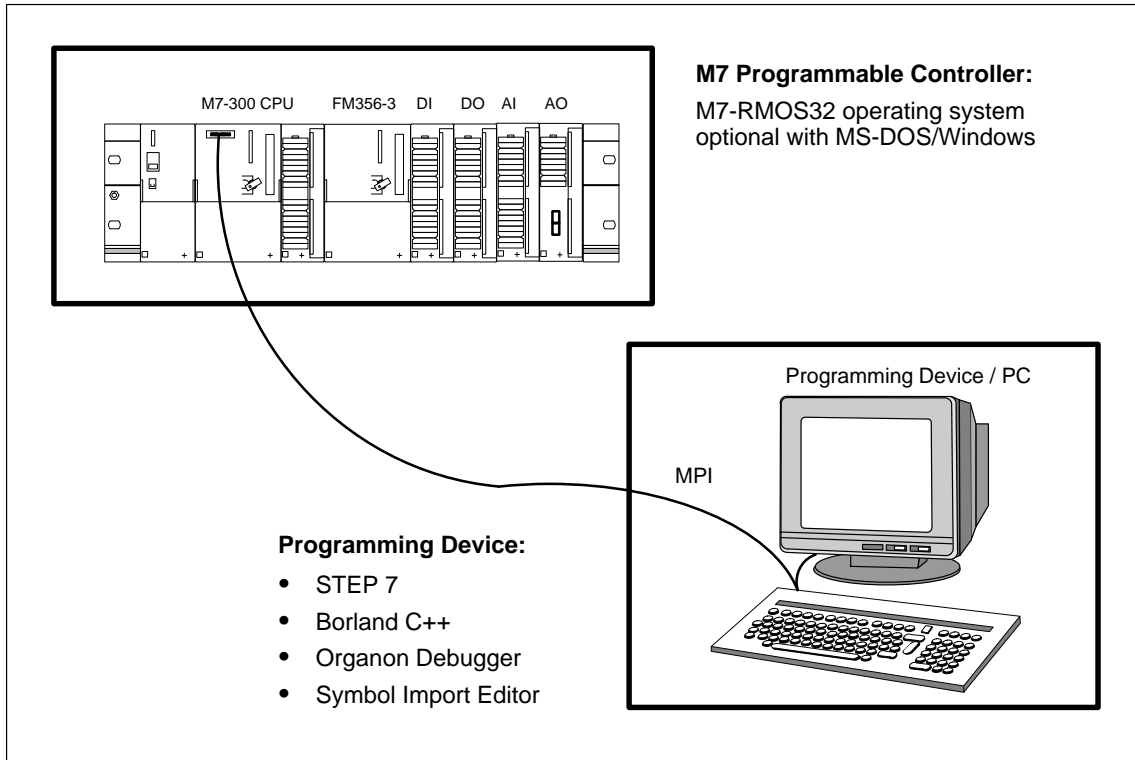 M7 Programmable Controller:
M7-RMOS32 operating system
optional with MS-DOS/Windows
M7-300 CPU FM356-3 DI DO AI AO
Programming Device / PC
MPI
Programming Device:
• STEP 7
• Borland C++
• Organon Debugger
• Symbol Import Editor